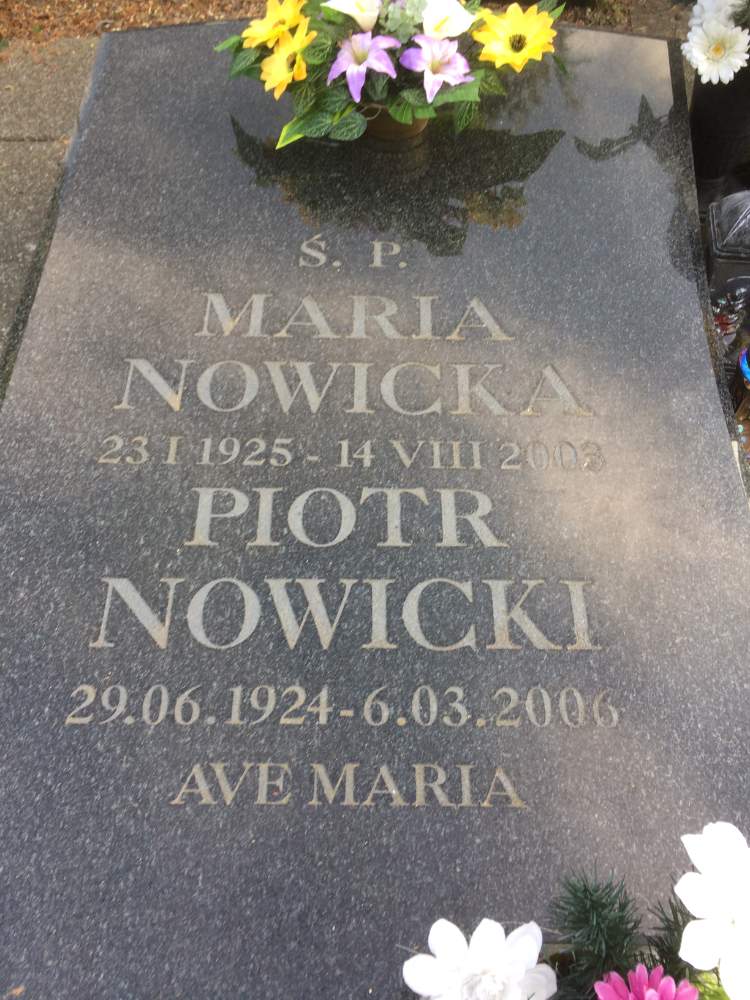 Ś. P.
MARIA
NOWICKA
23 I 1925 - 14 VIII 2003
PIOTR
NOWICKI
29.06.1924-6.03.2006
AVE MARIA